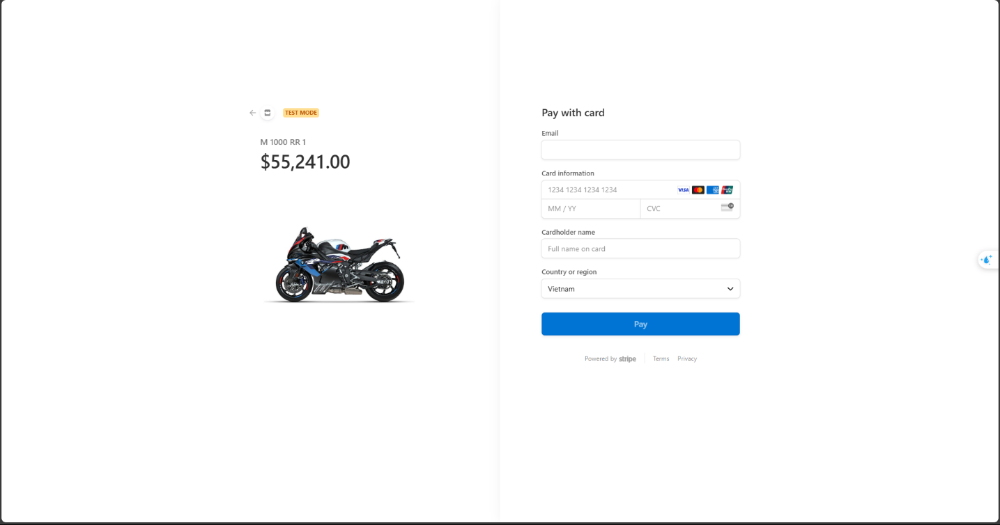 TEST MODE
M 1000 RR 1
$55,241.00
Pay with card
Email
Card information
1234 1234 1234 1234 VISA
MM / YY CVC
Cardholder name
Full name on card
Country or region
Vietnam
Pay
Powered by stripe Terms Privacy